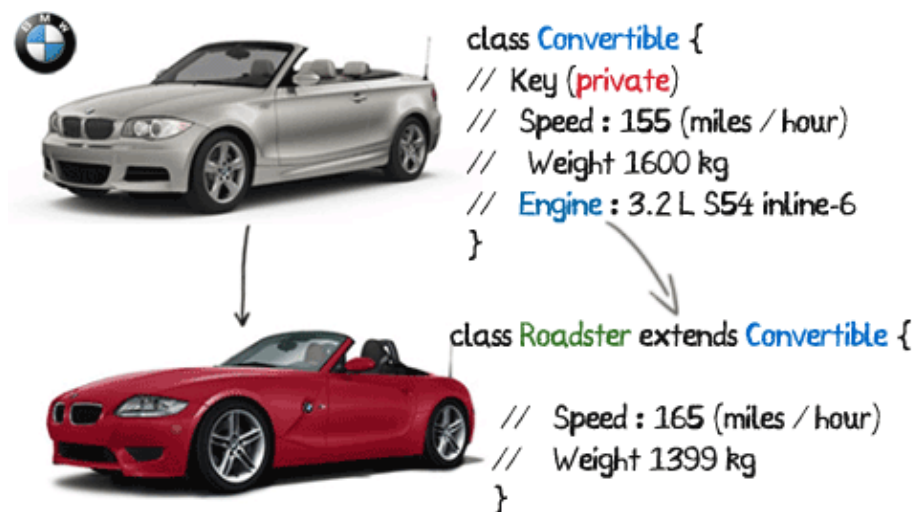 BMW
class Convertible {
// Key (private)
// Speed : 155 (miles / hour)
// Weight 1600 kg
// Engine : 3.2 L S54 inline-6
}
class Roadster extends Convertible {
// Speed : 165 (miles / hour)
// Weight 1399 kg
}